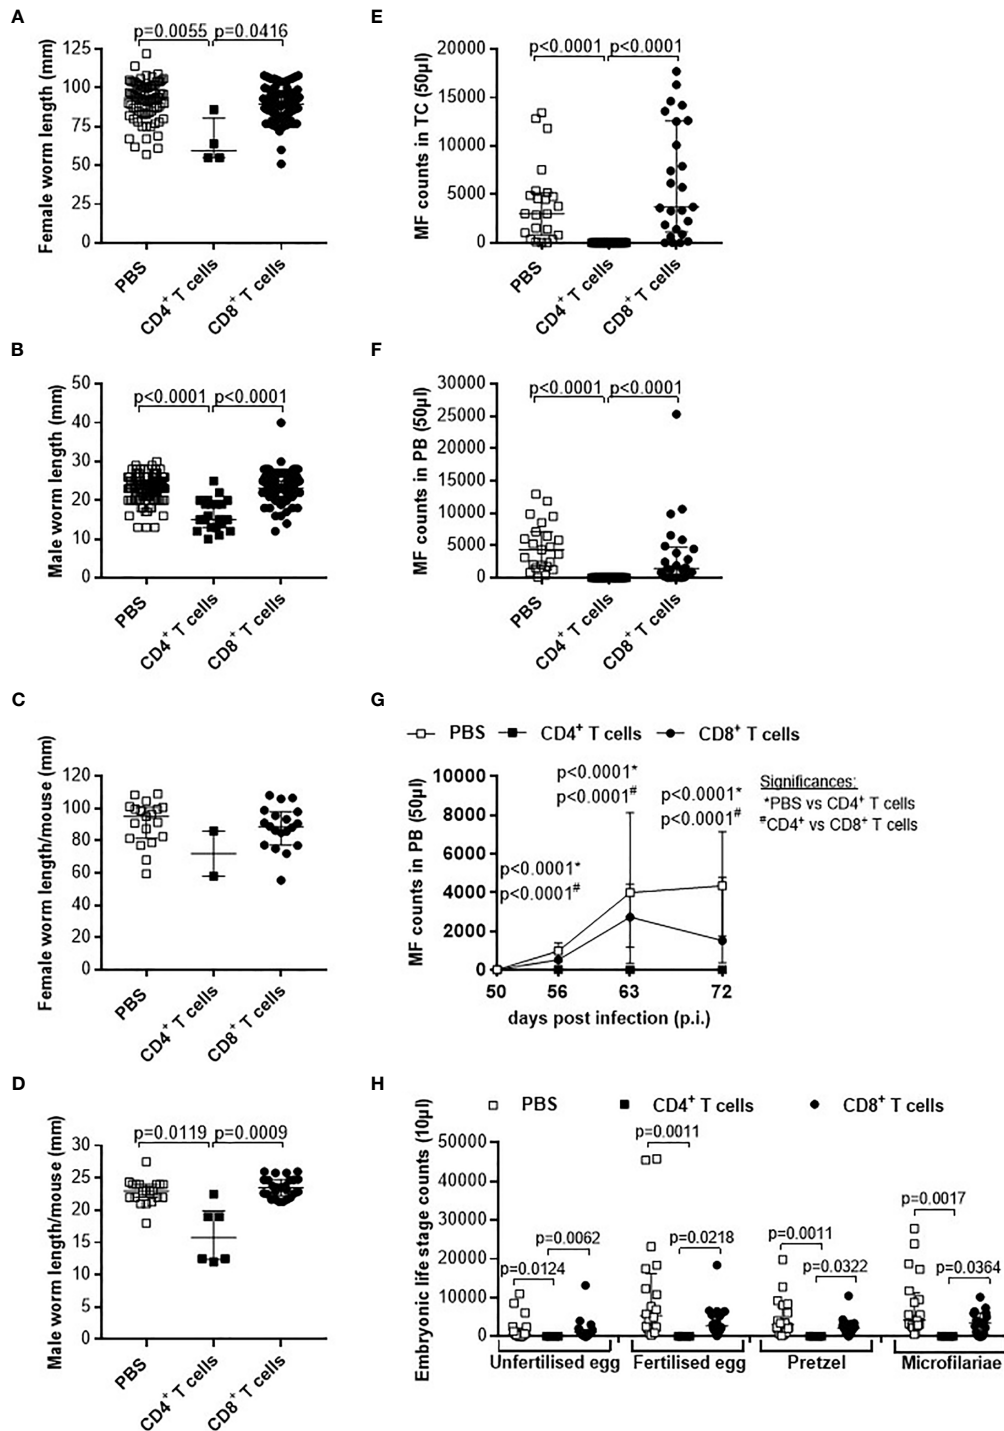 A
p=0.0055 p=0.0416
Female worm length (mm)
125
100
75
50
25
0
PBS
CD4⁺ T cells
CD8⁺ T cells
B
p<0.0001 p<0.0001
Male worm length (mm)
50
40
30
20
10
0
PBS
CD4⁺ T cells
CD8⁺ T cells
C
Female worm length/mouse (mm)
120
100
80
60
40
20
0
PBS
CD4⁺ T cells
CD8⁺ T cells
D
p=0.0119 p=0.0009
Male worm length/mouse (mm)
30
25
20
15
10
5
0
PBS
CD4⁺ T cells
CD8⁺ T cells
E
p<0.0001 p<0.0001
MF counts in TC (50µl)
20000
15000
10000
5000
0
PBS
CD4⁺ T cells
CD8⁺ T cells
F
p<0.0001 p<0.0001
MF counts in PB (50µl)
30000
25000
20000
15000
10000
5000
0
PBS
CD4⁺ T cells
CD8⁺ T cells
G
PBS CD4⁺ T cells CD8⁺ T cells
MF counts in PB (50µl)
10000
8000
6000
4000
2000
0
p<0.0001*
p<0.0001#
p<0.0001*
p<0.0001#
p<0.0001*
p<0.0001#
Significances:
*PBS vs CD4⁺ T cells
#CD4⁺ vs CD8⁺ T cells
50 56 63 72
days post infection (p.i.)
H
PBS CD4⁺ T cells CD8⁺ T cells
Embryonic life stage counts (10µl)
50000
40000
30000
20000
10000
0
p=0.0124
p=0.0062
p=0.0011
p=0.0218
p=0.0011
p=0.0322
p=0.0017
p=0.0364
Unfertilised egg Fertilised egg Pretzel Microfilariae